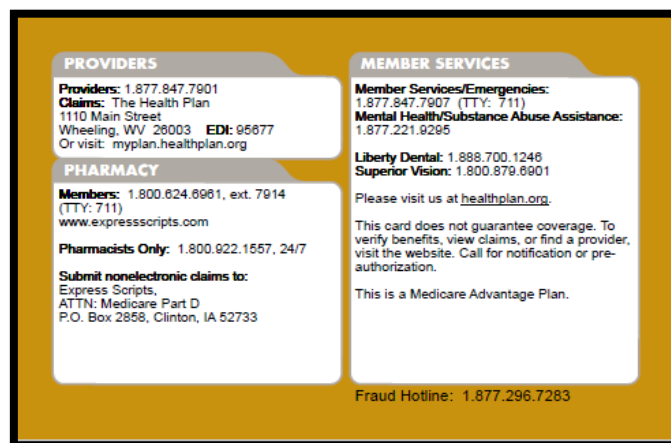 PROVIDERS
Providers: 1.877.847.7901
Claims: The Health Plan
1110 Main Street
Wheeling, WV 26003 EDI: 95677
Or visit: myplan.healthplan.org
PHARMACY
Members: 1.800.624.6961, ext. 7914
(TTY: 711)
www.expressscripts.com
Pharmacists Only: 1.800.922.1557, 24/7
Submit nonelectronic claims to:
Express Scripts,
ATTN: Medicare Part D
P.O. Box 2858, Clinton, IA 52733
MEMBER SERVICES
Member Services/Emergencies:
1.877.847.7907 (TTY: 711)
Mental Health/Substance Abuse Assistance:
1.877.221.9295
Liberty Dental: 1.888.700.1246
Superior Vision: 1.800.879.6901
Please visit us at healthplan.org.
This card does not guarantee coverage. To
verify benefits, view claims, or find a provider,
visit the website. Call for notification or pre-
authorization.
This is a Medicare Advantage Plan.
Fraud Hotline: 1.877.296.7283